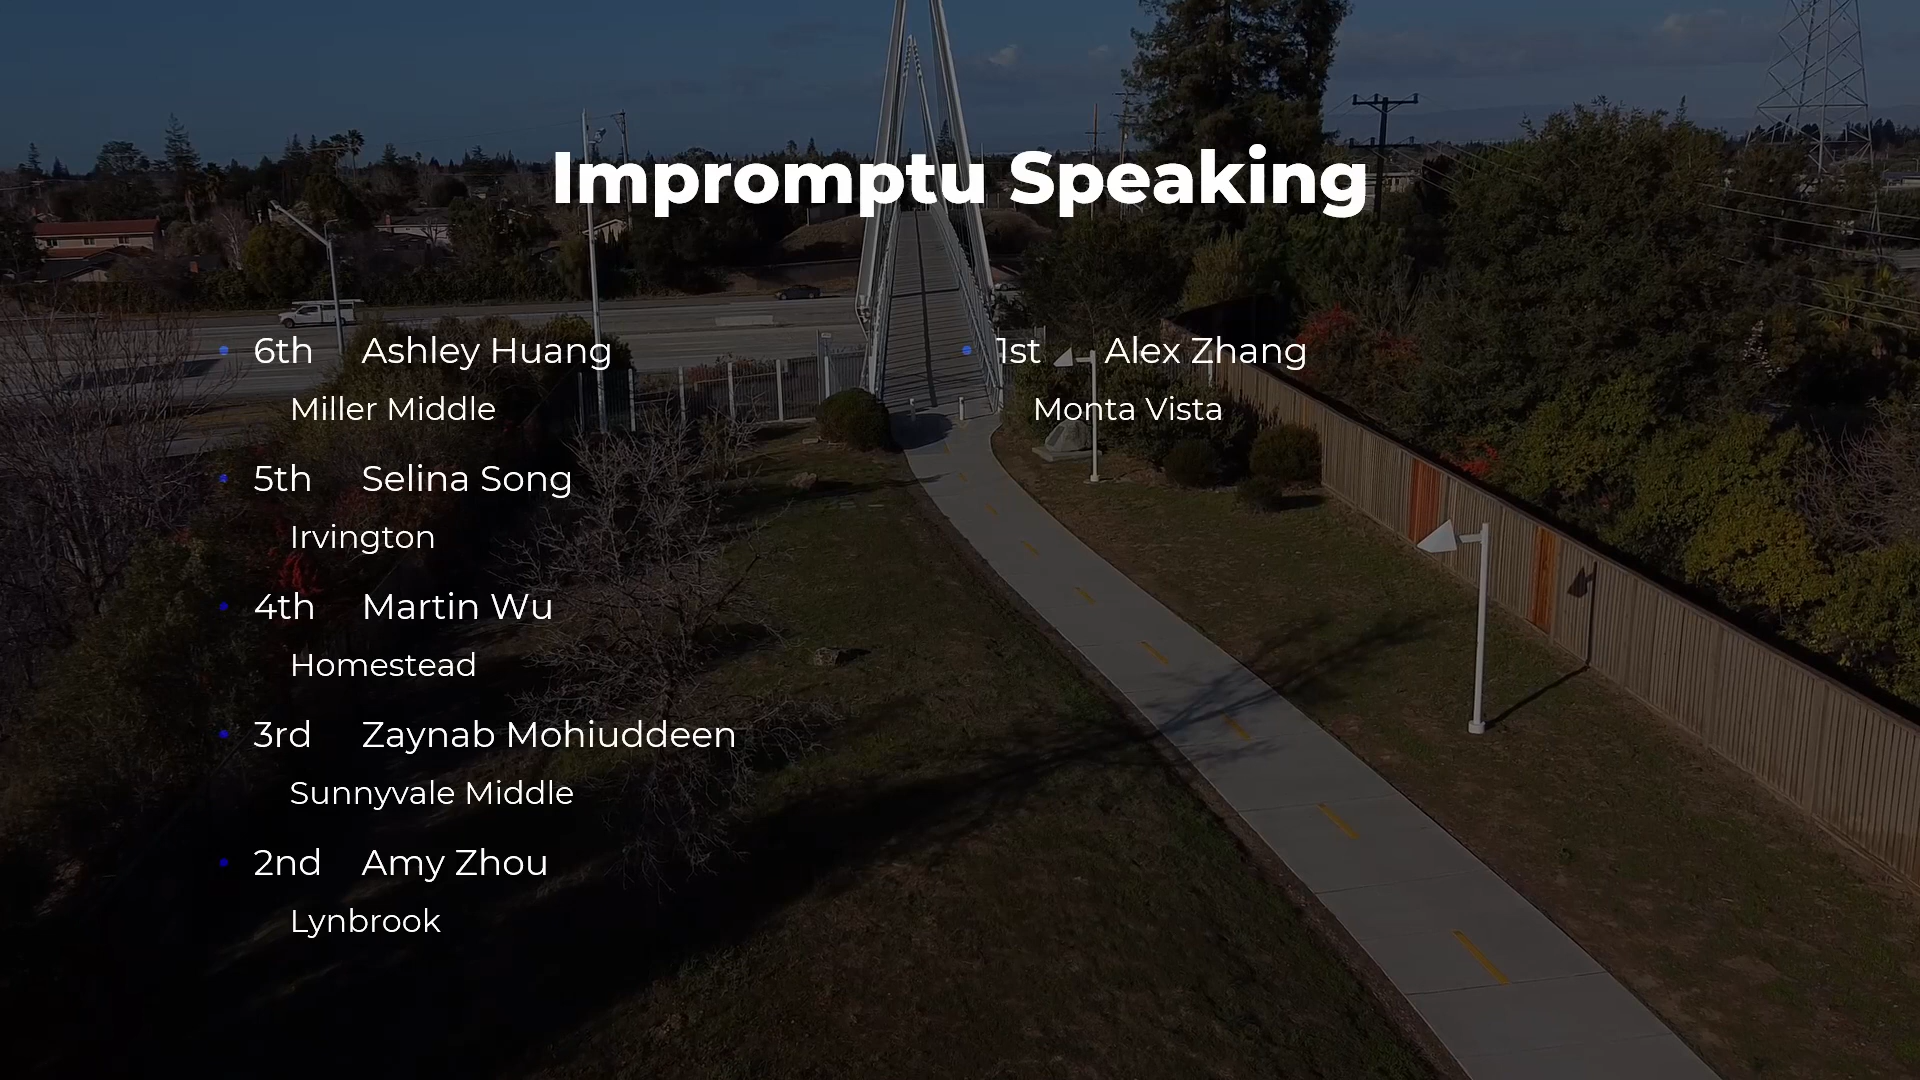 Impromptu Speaking
6th Ashley Huang
Miller Middle
5th Selina Song
Irvington
4th Martin Wu
Homestead
3rd Zaynab Mohiuddeen
Sunnyvale Middle
2nd Amy Zhou
Lynbrook
1st Alex Zhang
Monta Vista